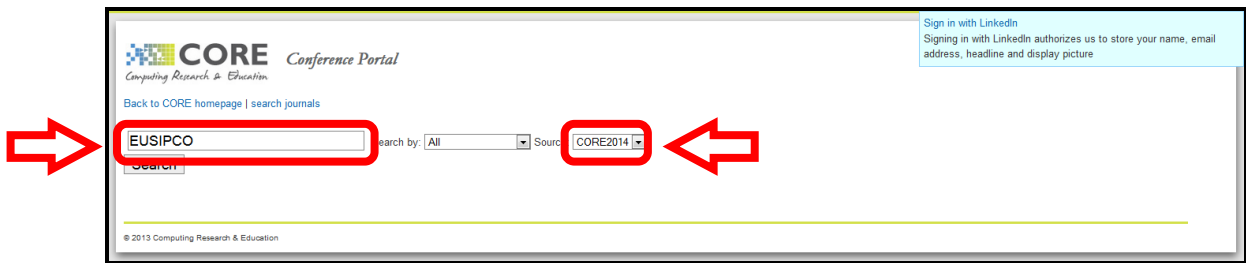 Sign in with LinkedIn
Signing in with LinkedIn authorizes us to store your name, email
address, headline and display picture
CORE Conference Portal
Computing Research & Education
Back to CORE homepage | search journals
EUSIPCO earch by: All Sourc CORE2014
Search
© 2013 Computing Research & Education